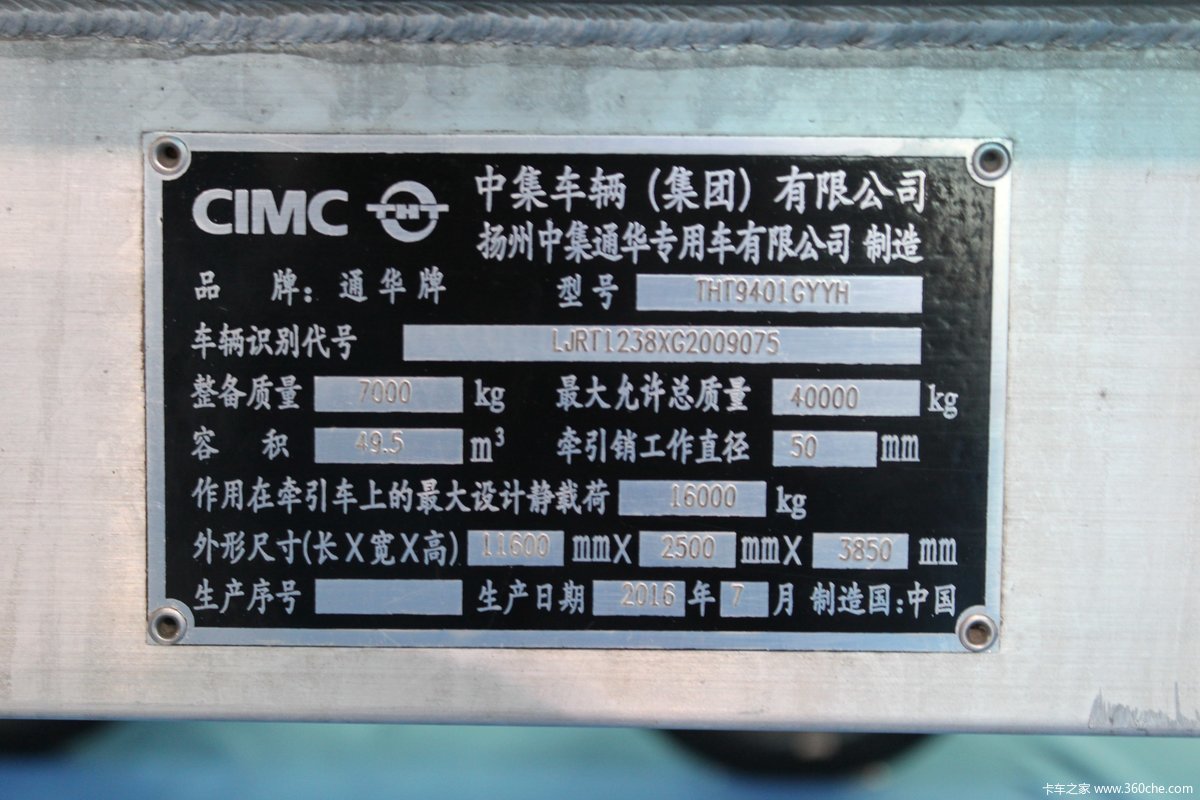 CIMC THT 中集车辆（集团）有限公司
扬州中集通华专用车有限公司 制造
品 牌：通华牌 型号 THT9401GYYH
车辆识别代号 LJRT1238XG2009075
整备质量 7000 kg 最大允许总质量 40000 kg
容 积 49.5 m³ 牵引销工作直径 50 mm
作用在牵引车上的最大设计静载荷 16000 kg
外形尺寸(长X宽X高) 11600 mmX 2500 mmX 3850 mm
生产序号 生产日期 2016 年 7 月 制造国:中国
卡车之家 www.360che.com